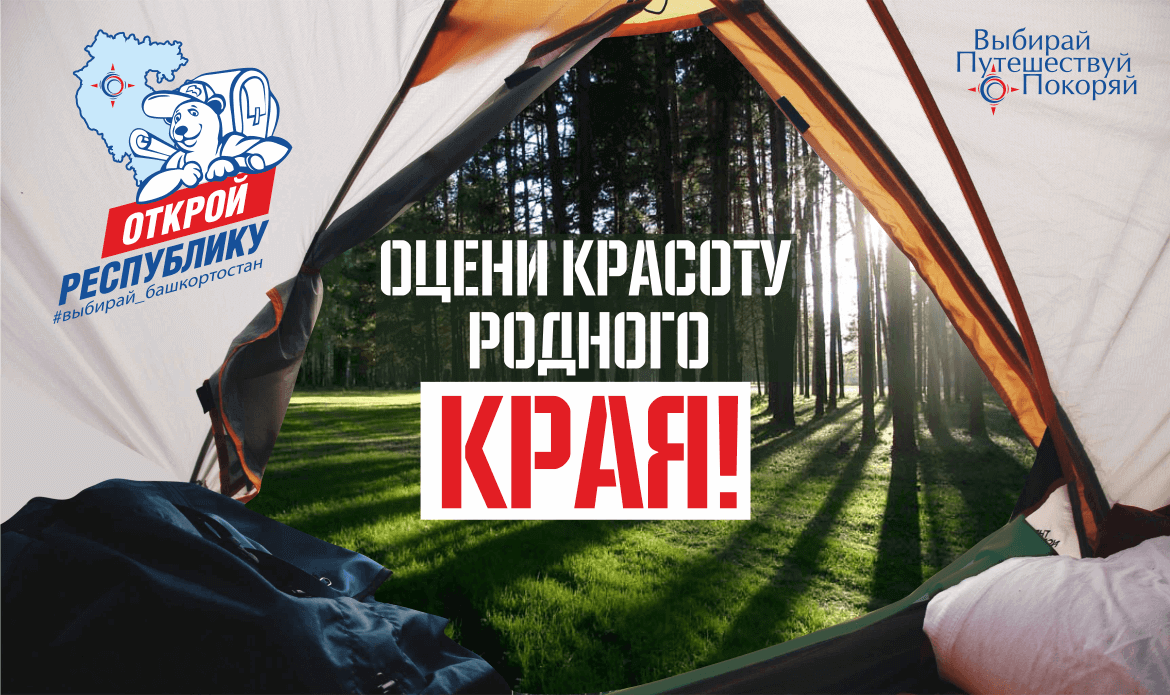 ОТКРОЙ
РЕСПУБЛИКУ
#выбирай_башкортостан
Выбирай
Путешествуй
Покоряй
ОЦЕНИ КРАСОТУ
РОДНОГО
КРАЯ!